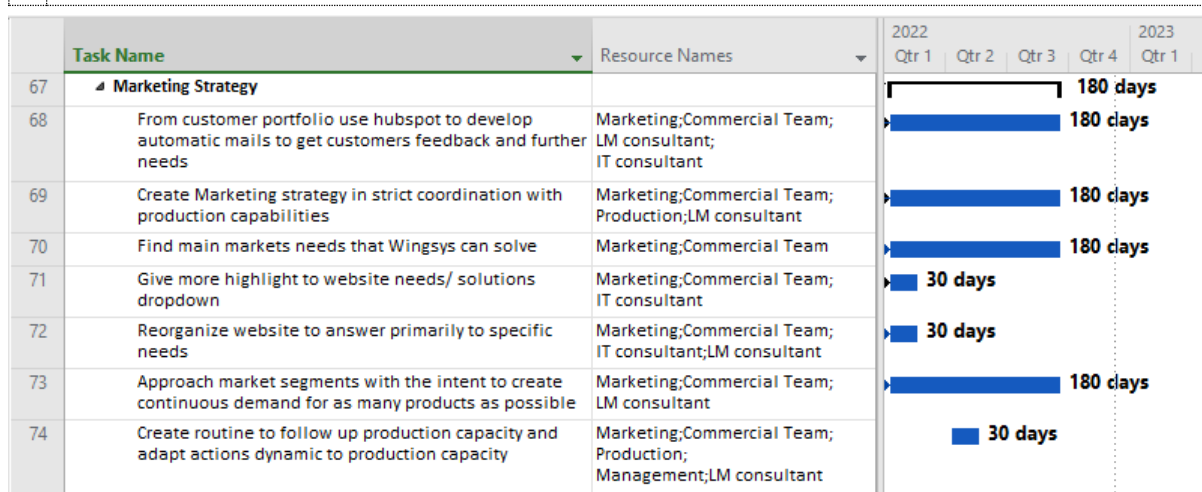 2022 2023
Task Name Resource Names Qtr 1 Qtr 2 Qtr 3 Qtr 4 Qtr 1
67 Marketing Strategy 180 days
68 From customer portfolio use hubspot to develop Marketing;Commercial Team; 180 days
automatic mails to get customers feedback and further LM consultant;
needs IT consultant
69 Create Marketing strategy in strict coordination with Marketing;Commercial Team; 180 days
production capabilities Production;LM consultant
70 Find main markets needs that Wingsys can solve Marketing;Commercial Team 180 days
71 Give more highlight to website needs/ solutions Marketing;Commercial Team; 30 days
dropdown IT consultant
72 Reorganize website to answer primarily to specific Marketing;Commercial Team; 30 days
needs IT consultant;LM consultant
73 Approach market segments with the intent to create Marketing;Commercial Team; 180 days
continuous demand for as many products as possible LM consultant
74 Create routine to follow up production capacity and Marketing;Commercial Team; 30 days
adapt actions dynamic to production capacity Production;
Management;LM consultant